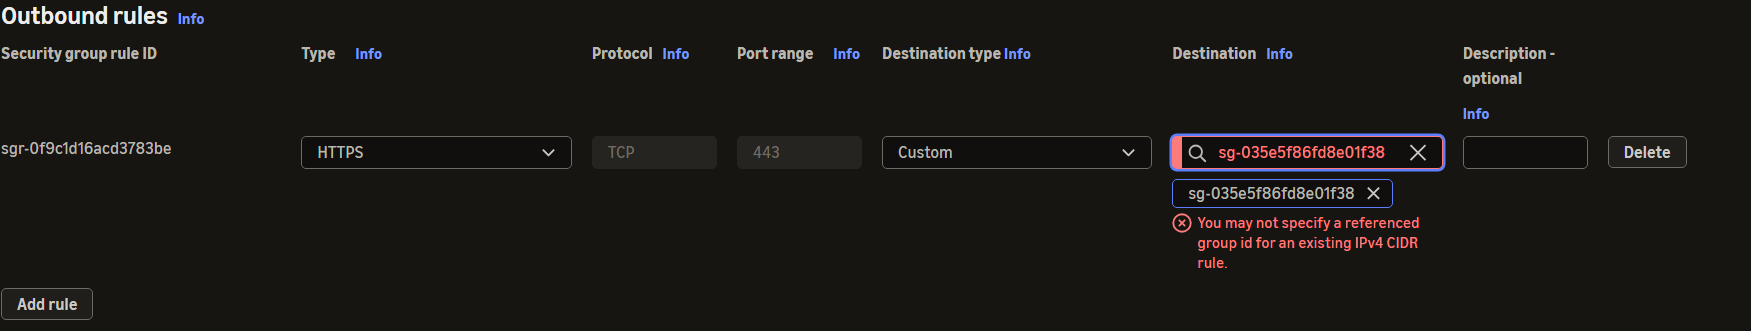 Outbound rules Info
Security group rule ID Type Info Protocol Info Port range Info Destination type Info Destination Info Description -
optional
Info
sgr-0f9c1d16acd3783be HTTPS TCP 443 Custom sg-035e5f86fd8e01f38 Delete
sg-035e5f86fd8e01f38
You may not specify a referenced
group id for an existing IPv4 CIDR
rule.
Add rule